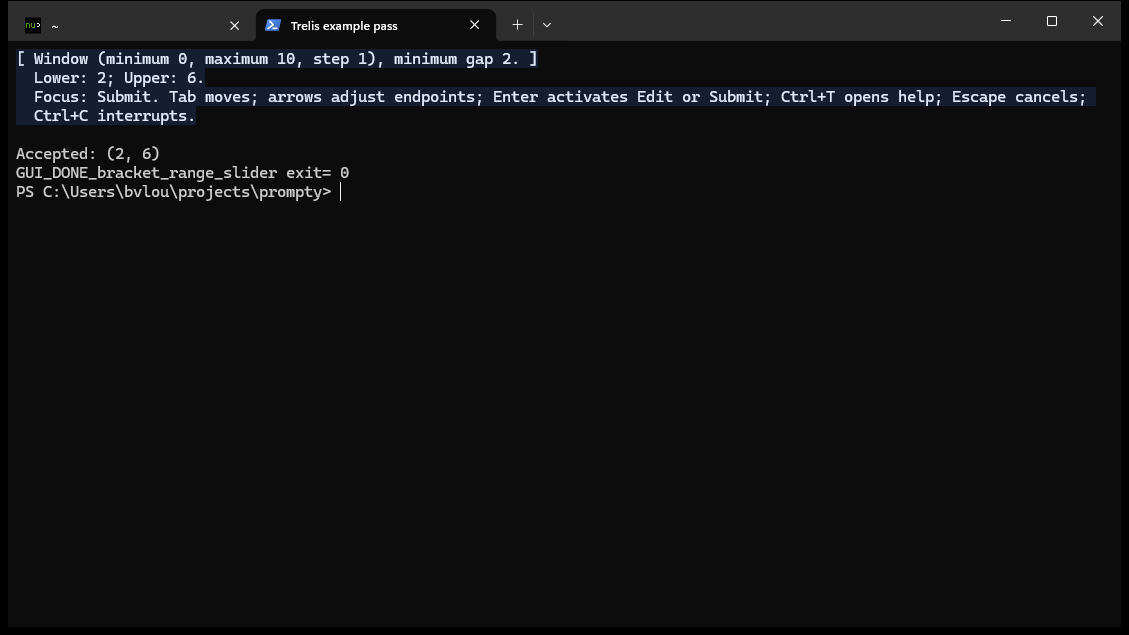 nu> ~
Trelis example pass
[ Window (minimum 0, maximum 10, step 1), minimum gap 2. ]
Lower: 2; Upper: 6.
Focus: Submit. Tab moves; arrows adjust endpoints; Enter activates Edit or Submit; Ctrl+T opens help; Escape cancels;
Ctrl+C interrupts.
Accepted: (2, 6)
GUI_DONE_bracket_range_slider exit= 0
PS C:\Users\bvlou\projects\prompty>